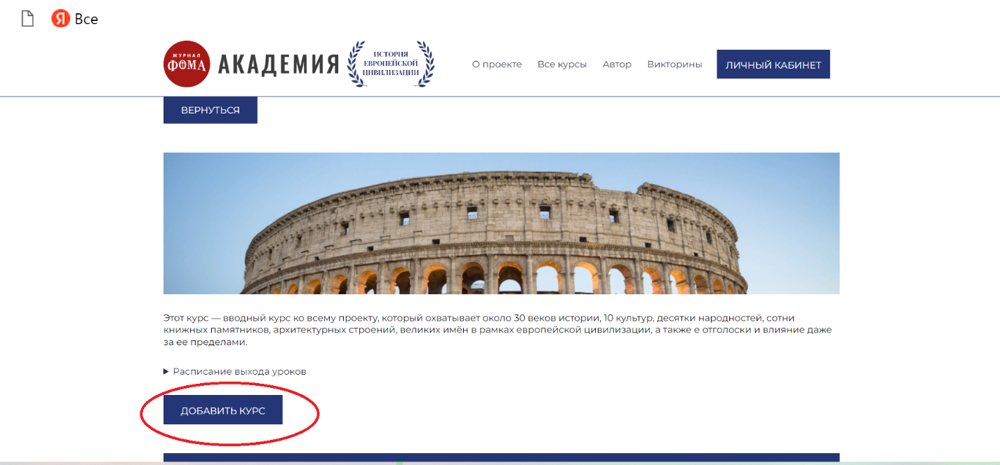 Я Все
ЖУРНАЛ
ФОМА
АКАДЕМИЯ
ИСТОРИЯ
ЕВРОПЕЙСКОЙ
ЦИВИЛИЗАЦИИ
О проекте Все курсы Автор Викторины ЛИЧНЫЙ КАБИНЕТ
ВЕРНУТЬСЯ
Этот курс — вводный курс ко всему проекту, который охватывает около 30 веков истории, 10 культур, десятки народностей, сотни
книжных памятников, архитектурных строений, великих имён в рамках европейской цивилизации, а также е отголоски и влияние даже
за ее пределами.
Расписание выхода уроков
ДОБАВИТЬ КУРС